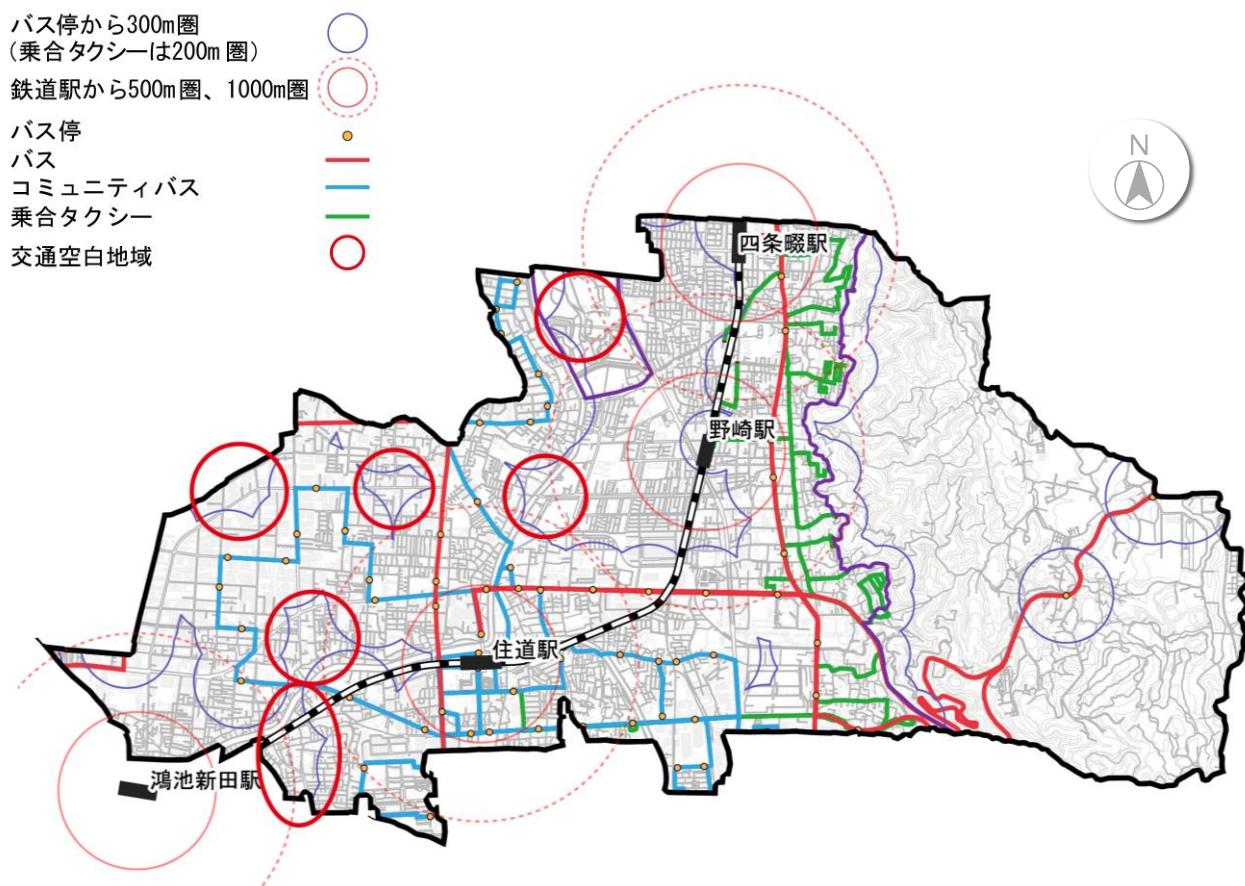 バス停から300m圏
(乗合タクシーは200m圏)
鉄道駅から500m圏、1000m圏
バス停
バス
コミュニティバス
乗合タクシー
交通空白地域
N
四条畷駅
野崎駅
住道駅
鴻池新田駅